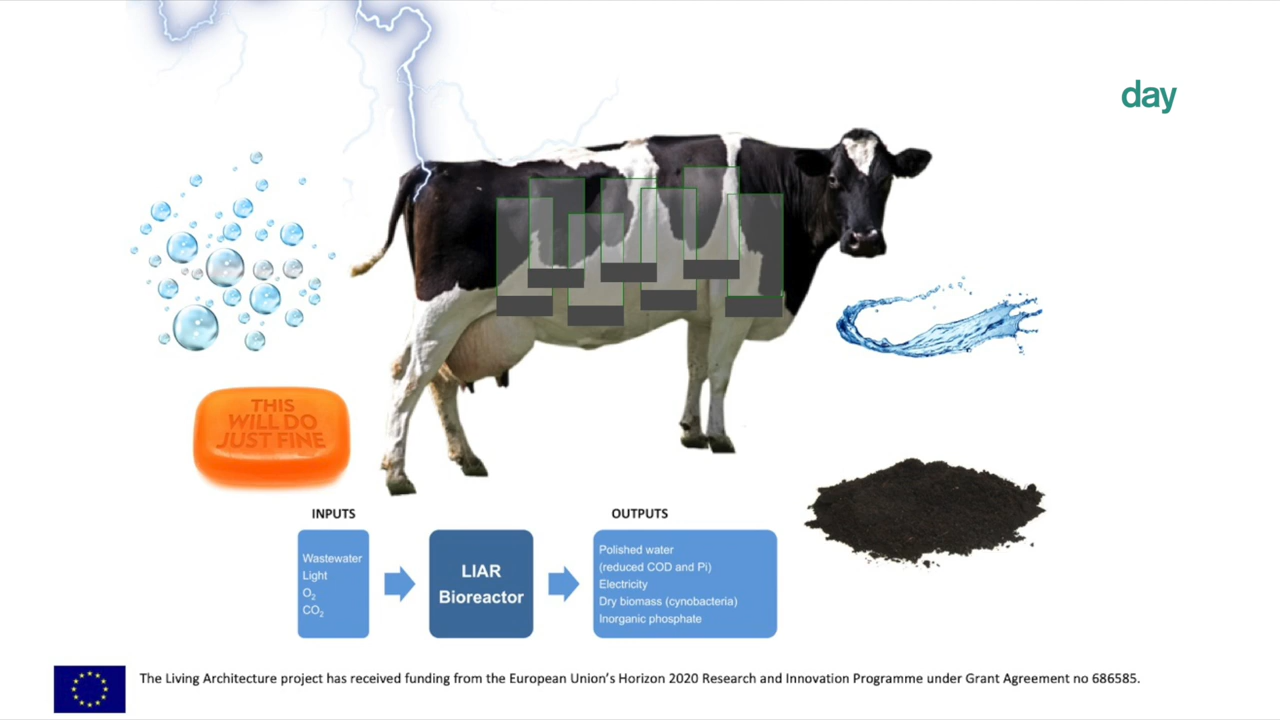 day
THIS
WILL DO
JUST FINE
INPUTS
Wastewater
Light
O₂
CO₂
LIAR
Bioreactor
OUTPUTS
Polished water
(reduced COD and Pi)
Electricity
Dry biomass (cynobacteria)
Inorganic phosphate
The Living Architecture project has received funding from the European Union's Horizon 2020 Research and Innovation Programme under Grant Agreement no 686585.